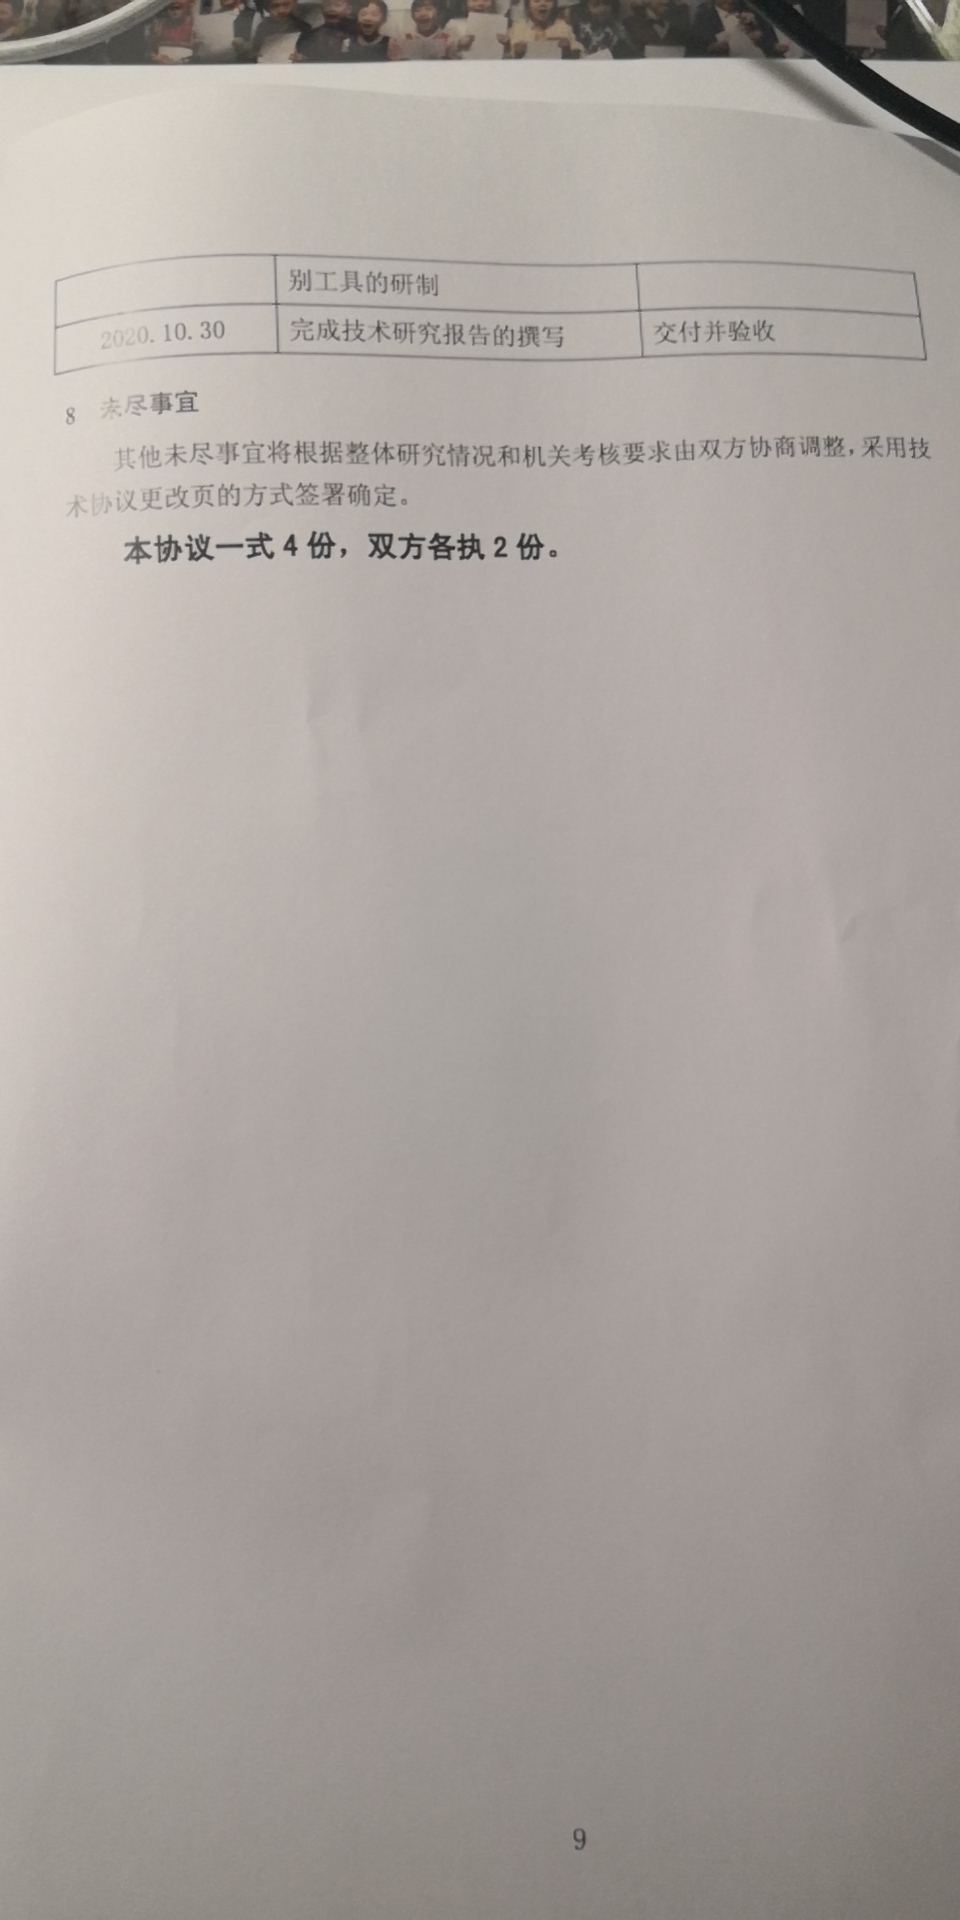 别工具的研制
2020.10.30 完成技术研究报告的撰写 交付并验收
8 未尽事宜
其他未尽事宜将根据整体研究情况和机关考核要求由双方协商调整，采用技
术协议更改页的方式签署确定。
本协议一式4份，双方各执2份。
9